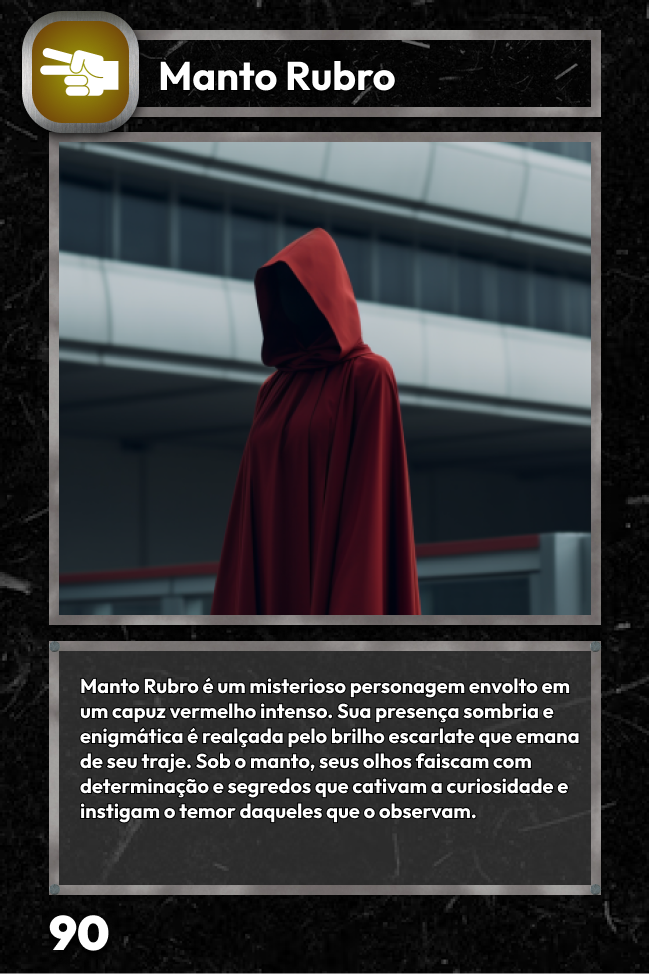 Manto Rubro
Manto Rubro é um misterioso personagem envolto em
um capuz vermelho intenso. Sua presença sombria e
enigmática é realçada pelo brilho escarlate que emana
de seu traje. Sob o manto, seus olhos faiscam com
determinação e segredos que cativam a curiosidade e
instigam o temor daqueles que o observam.
90